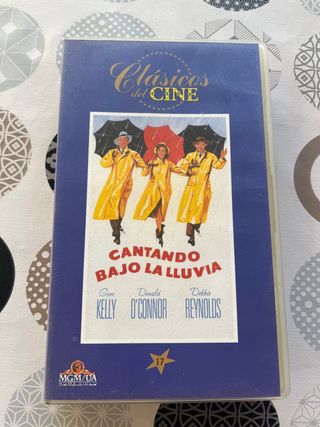 Clásicos
del CINE
CANTANDO
BAJO LA LLUVIA
Gene Donald Debbie
KELLY O'CONNOR REYNOLDS
MGM/UA
17